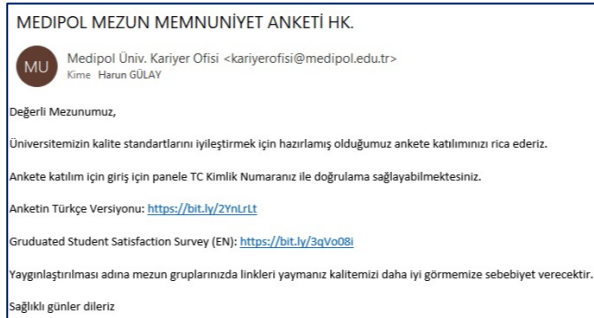 MEDIPOL MEZUN MEMNUNİYET ANKETİ HK.
MU
Medipol Üniv. Kariyer Ofisi <kariyerofisi@medipol.edu.tr>
Kime Harun GÜLAY
Değerli Mezunumuz,
Üniversitemizin kalite standartlarını iyileştirmek için hazırlamış olduğumuz ankete katılımınızı rica ederiz.
Ankete katılım için giriş için panele TC Kimlik Numaranız ile doğrulama sağlayabilmektesiniz.
Anketin Türkçe Versiyonu: https://bit.ly/2YnLrLt
Gruduated Student Satisfaction Survey (EN): https://bit.ly/3qVo08i
Yaygınlaştırılması adına mezun gruplarınızda linkleri yaymanız kalitemizi daha iyi görmemize sebebiyet verecektir.
Sağlıklı günler dileriz